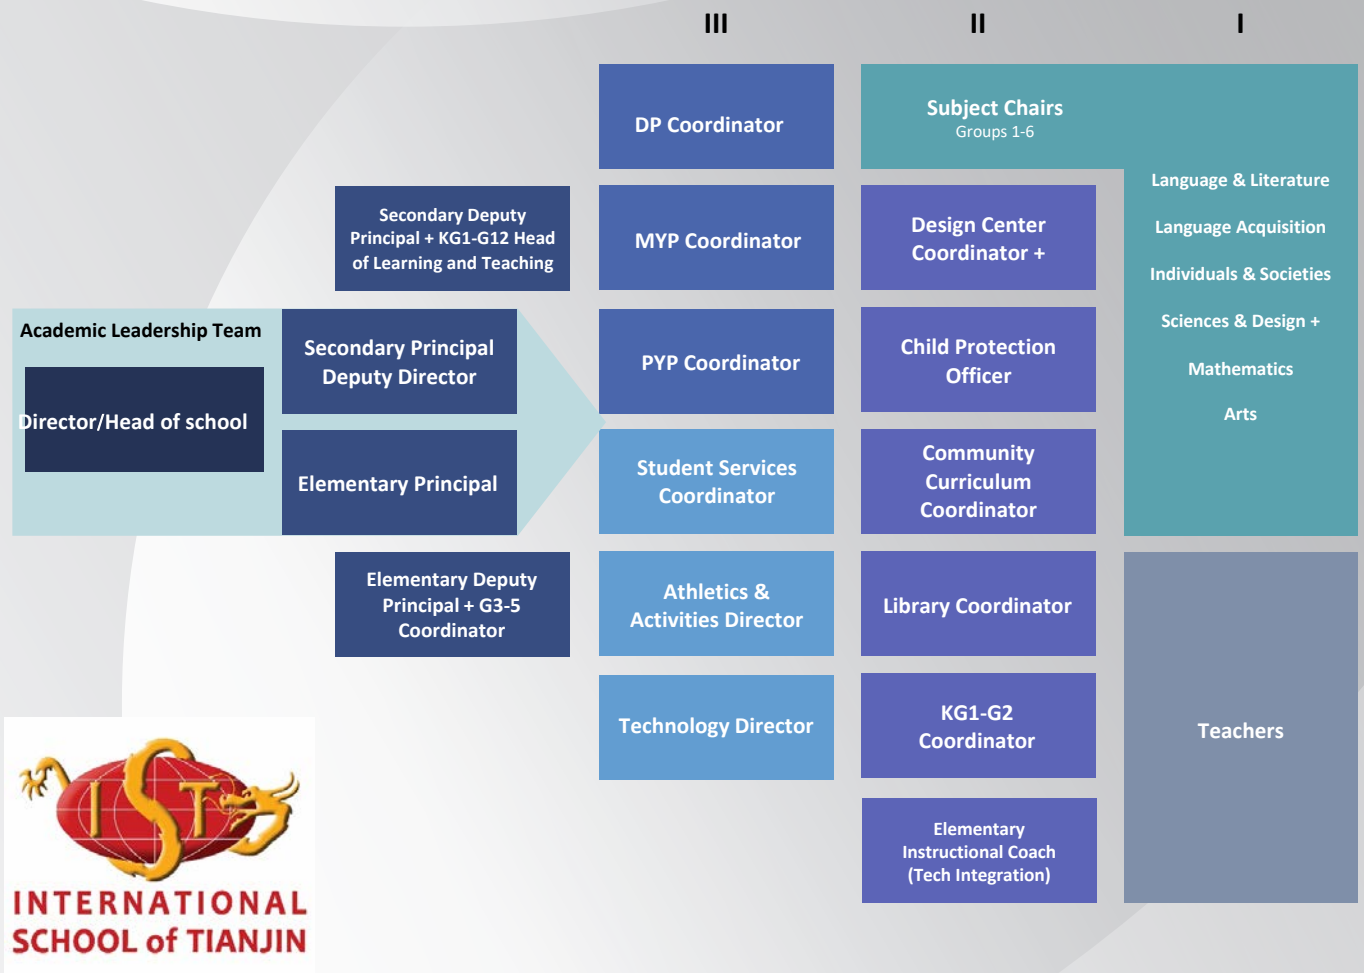 III
II
I
DP Coordinator
Subject Chairs
Groups 1-6
Language & Literature
Language Acquisition
Individuals & Societies
Sciences & Design +
Mathematics
Arts
Secondary Deputy
Principal + KG1-G12 Head
of Learning and Teaching
MYP Coordinator
Design Center
Coordinator +
Academic Leadership Team
Director/Head of school
Secondary Principal
Deputy Director
Elementary Principal
PYP Coordinator
Child Protection
Officer
Student Services
Coordinator
Community
Curriculum
Coordinator
Elementary Deputy
Principal + G3-5
Coordinator
Athletics &
Activities Director
Library Coordinator
Technology Director
KG1-G2
Coordinator
Teachers
Elementary
Instructional Coach
(Tech Integration)
IST
INTERNATIONAL
SCHOOL of TIANJIN